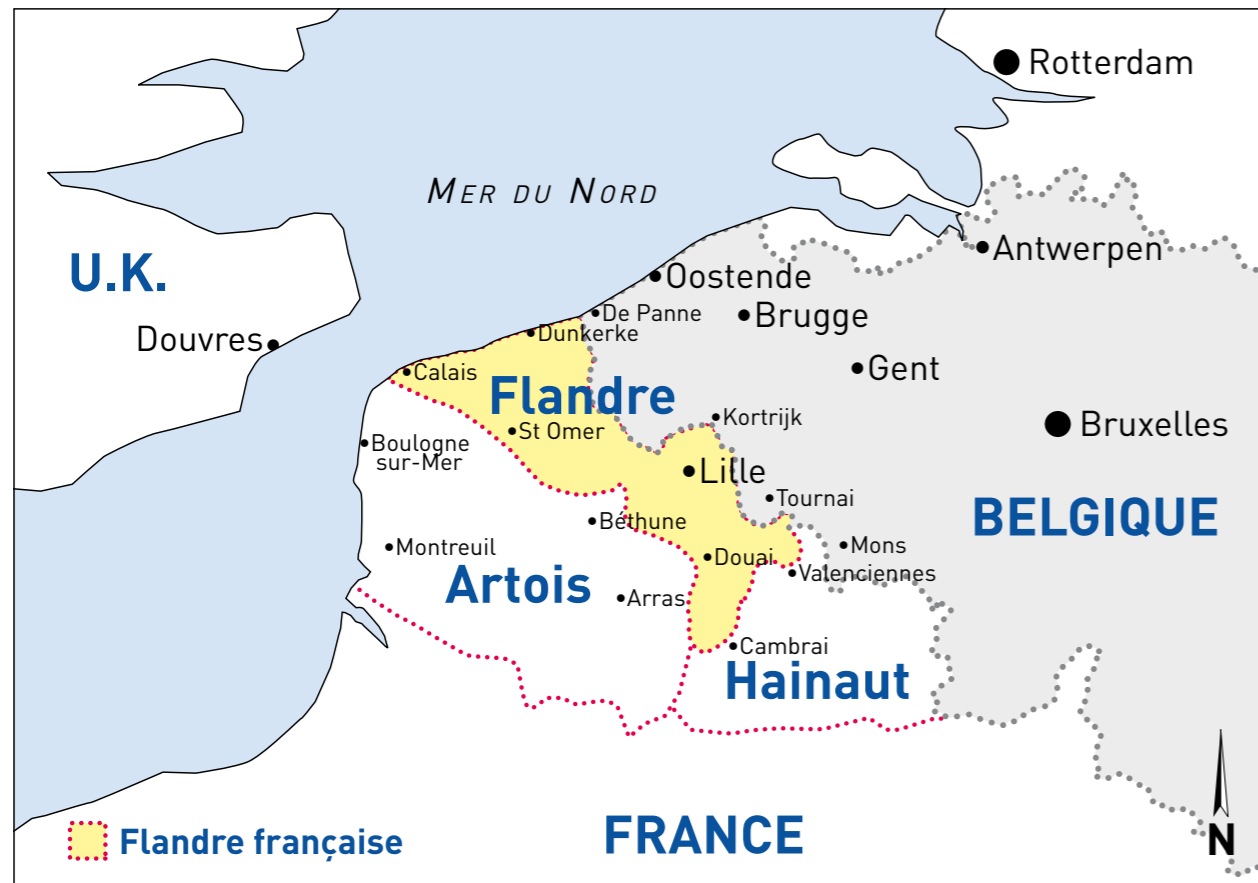 Rotterdam
MER DU NORD
U.K.
Antwerpen
Oostende
De Panne
Brugge
Dunkerke
Douvres
Calais
Gent
Flandre
Kortrijk
St Omer
Bruxelles
Boulogne
sur-Mer
Lille
Tournai
BELGIQUE
Béthune
Montreuil
Mons
Douai
Valenciennes
Artois
Arras
Cambrai
Hainaut
FRANCE
N
Flandre française